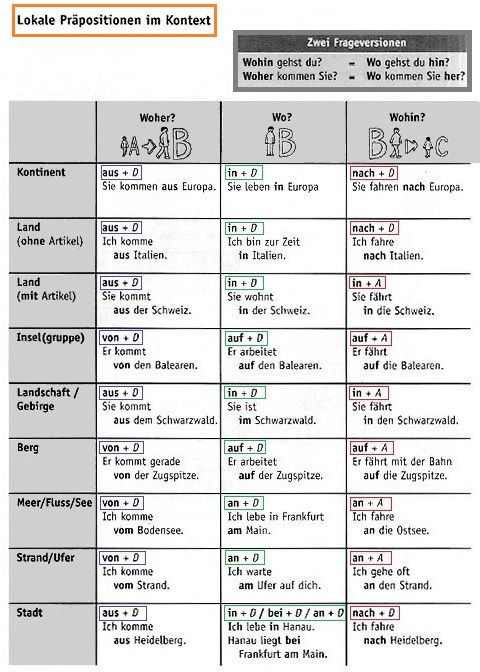 Lokale Präpositionen im Kontext
Zwei Frageversionen
Wohin gehst du? = Wo gehst du hin?
Woher kommen Sie? = Wo kommen Sie her?
Woher? Wo? Wohin?
A B B B C
Kontinent
aus + D
Sie kommen aus Europa.
in + D
Sie leben in Europa
nach + D
Sie fahren nach Europa.
Land
(ohne Artikel)
aus + D
Ich komme
aus Italien.
in + D
Ich bin zur Zeit
in Italien.
nach + D
Ich fahre
nach Italien.
Land
(mit Artikel)
aus + D
Sie kommt
aus der Schweiz.
in + D
Sie wohnt
in der Schweiz.
in + A
Sie fährt
in die Schweiz.
Insel(gruppe)
von + D
Er kommt
von den Balearen.
auf + D
Er arbeitet
auf den Balearen.
auf + A
Er fährt
auf die Balearen.
Landschaft /
Gebirge
aus + D
Sie kommt
aus dem Schwarzwald.
in + D
Sie ist
im Schwarzwald.
in + A
Sie fährt
in den Schwarzwald.
Berg
von + D
Er kommt gerade
von der Zugspitze.
auf + D
Er arbeitet
auf der Zugspitze.
auf + A
Er fährt mit der Bahn
auf die Zugspitze.
Meer/Fluss/See
von + D
Ich komme
vom Bodensee.
an + D
Ich lebe in Frankfurt
am Main.
an + A
Ich fahre
an die Ostsee.
Strand/Ufer
von + D
Ich komme
vom Strand.
an + D
Ich warte
am Ufer auf dich.
an + A
Ich gehe oft
an den Strand.
Stadt
aus + D
Ich komme
aus Heidelberg.
in + D / bei + D / an + D
Ich lebe in Hanau.
Hanau liegt bei
Frankfurt am Main.
nach + D
Ich fahre
nach Heidelberg.